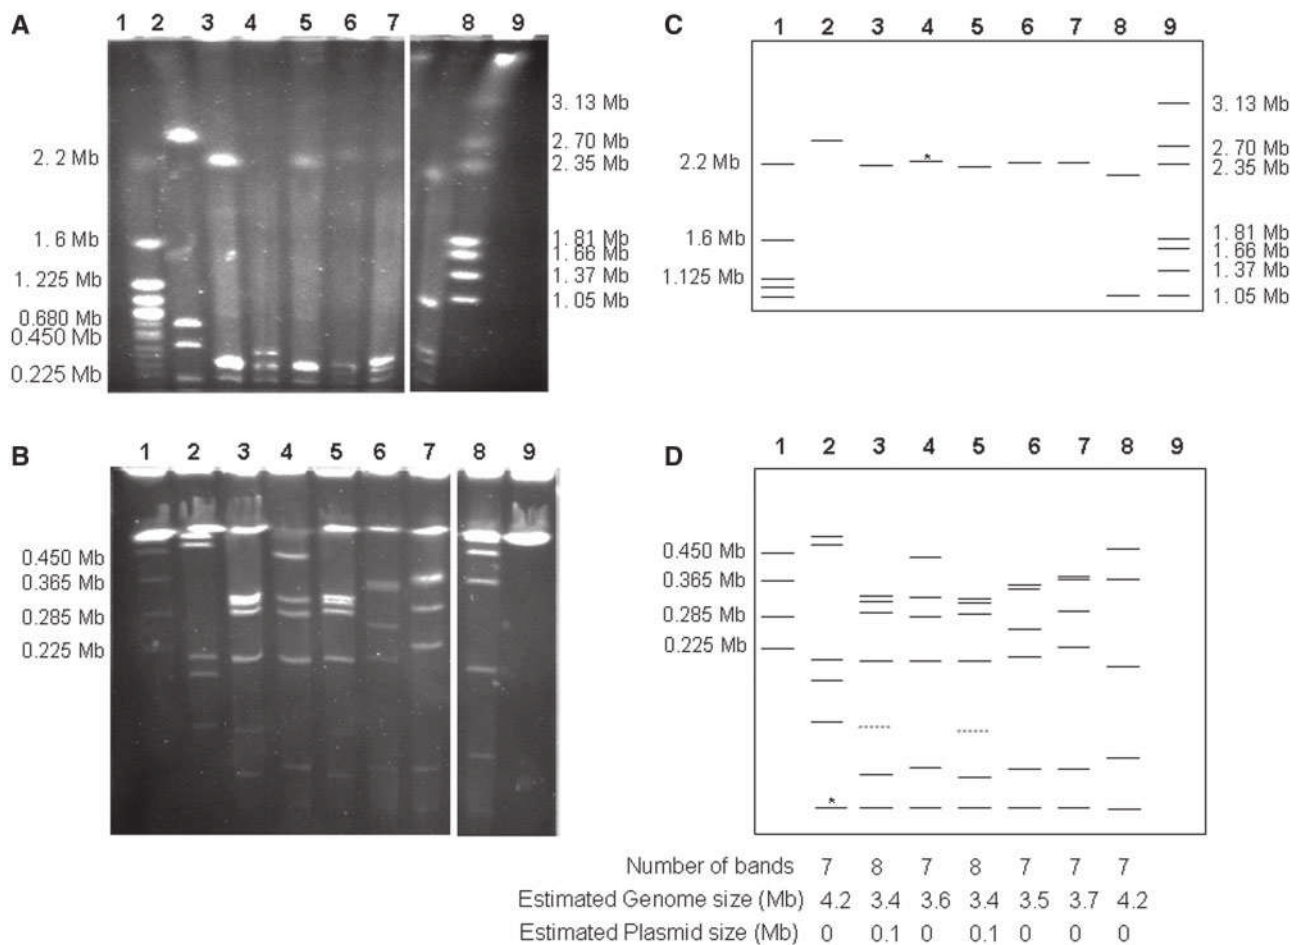 A 1 2 3 4 5 6 7 8 9
3.13 Mb
2.70 Mb
2.35 Mb
2.2 Mb
1.6 Mb
1.225 Mb
0.680 Mb
0.450 Mb
0.225 Mb
1.81 Mb
1.66 Mb
1.37 Mb
1.05 Mb
C 1 2 3 4 5 6 7 8 9
2.2 Mb
1.6 Mb
1.125 Mb
*
3.13 Mb
2.70 Mb
2.35 Mb
1.81 Mb
1.66 Mb
1.37 Mb
1.05 Mb
B 1 2 3 4 5 6 7 8 9
0.450 Mb
0.365 Mb
0.285 Mb
0.225 Mb
D 1 2 3 4 5 6 7 8 9
0.450 Mb
0.365 Mb
0.285 Mb
0.225 Mb
*
Number of bands 7 8 7 8 7 7 7
Estimated Genome size (Mb) 4.2 3.4 3.6 3.4 3.5 3.7 4.2
Estimated Plasmid size (Mb) 0 0.1 0 0.1 0 0 0